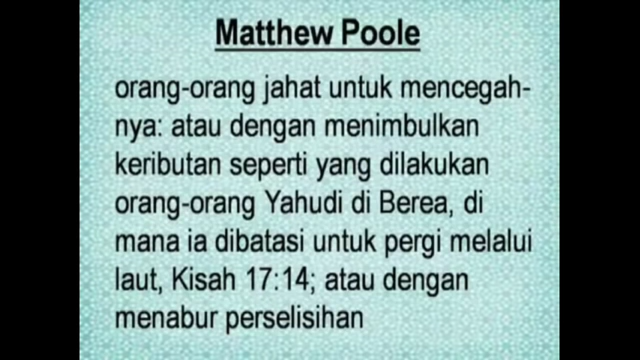 Matthew Poole
orang-orang jahat untuk mencegah-
nya: atau dengan menimbulkan
keributan seperti yang dilakukan
orang-orang Yahudi di Berea, di
mana ia dibatasi untuk pergi melalui
laut, Kisah 17:14; atau dengan
menabur perselisihan